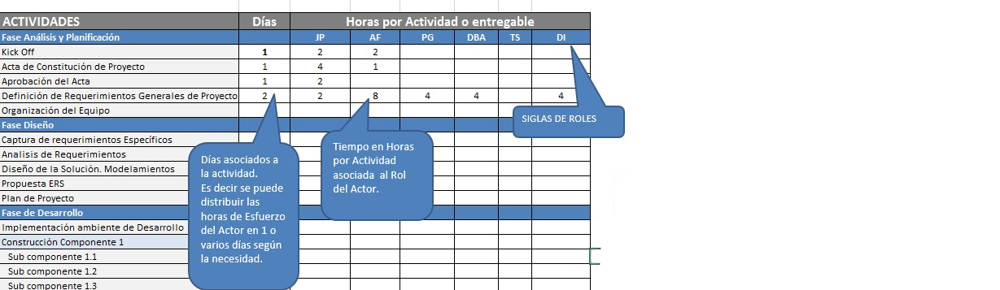 ACTIVIDADES Días Horas por Actividad o entregable
Fase Análisis y Planificación JP AF PG DBA TS DI
Kick Off 1 2 2
Acta de Constitución de Proyecto 1 4 1
Aprobación del Acta 1 2
Definición de Requerimientos Generales de Proyecto 2 2 8 4 4 4
Organización del Equipo
SIGLAS DE ROLES
Fase Diseño
Captura de requerimientos Específicos
Analisis de Requerimientos
Diseño de la Solución. Modelamientos
Propuesta ERS
Plan de Proyecto
Fase de Desarrollo
Implementación ambiente de Desarrollo
Construcción Componente 1
Sub componente 1.1
Sub componente 1.2
Sub componente 1.3
Días asociados a
la actividad.
Es decir se puede
distribuir las
horas de Esfuerzo
del Actor en 1 o
varios días según
la necesidad.
Tiempo en Horas
por Actividad
asociada al Rol
del Actor.